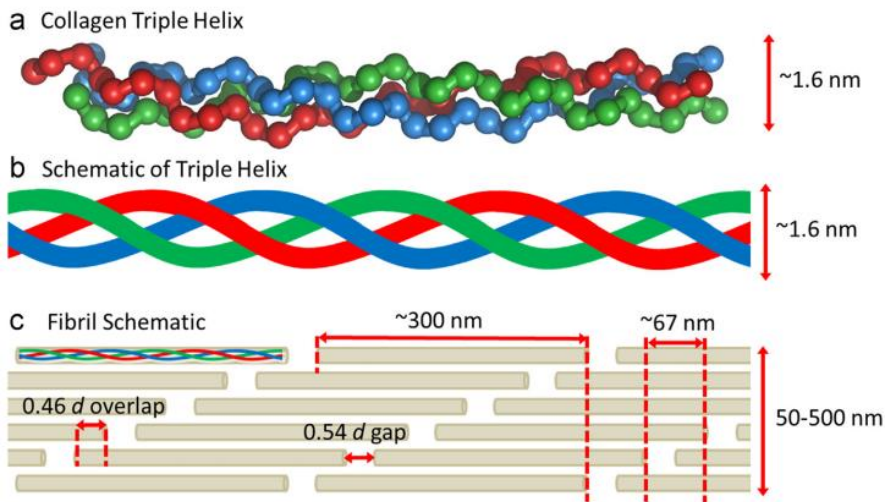 a Collagen Triple Helix
~1.6 nm
b Schematic of Triple Helix
~1.6 nm
c Fibril Schematic
~300 nm
~67 nm
0.46 d overlap
0.54 d gap
50-500 nm